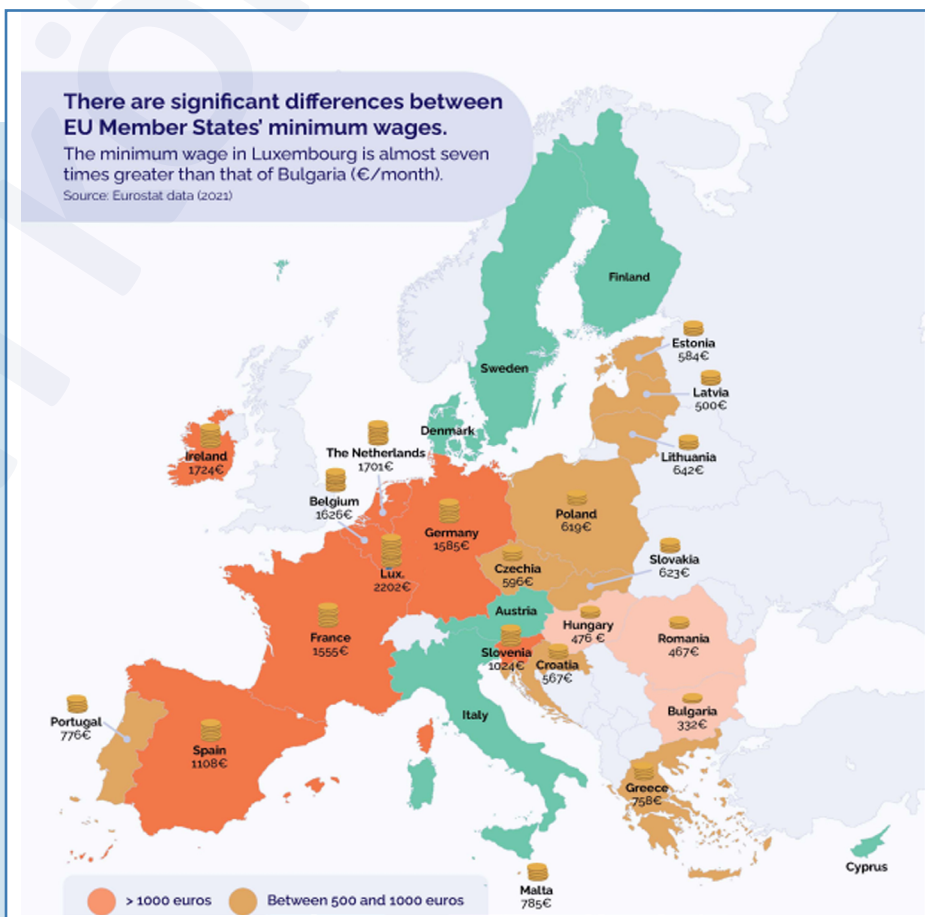 There are significant differences between
EU Member States' minimum wages.
The minimum wage in Luxembourg is almost seven
times greater than that of Bulgaria (€/month).
Source: Eurostat data (2021)
Finland
Estonia
584€
Sweden
Latvia
500€
Denmark
Lithuania
642€
Ireland
1724€
The Netherlands
1701€
Belgium
1626€
Germany
1585€
Poland
619€
Slovakia
623€
Czechia
596€
Lux.
2202€
Austria
Hungary
476 €
France
1555€
Slovenia
1024€
Croatia
567€
Romania
467€
Bulgaria
332€
Portugal
776€
Spain
1108€
Italy
Greece
758€
Cyprus
Malta
785€
> 1000 euros
Between 500 and 1000 euros